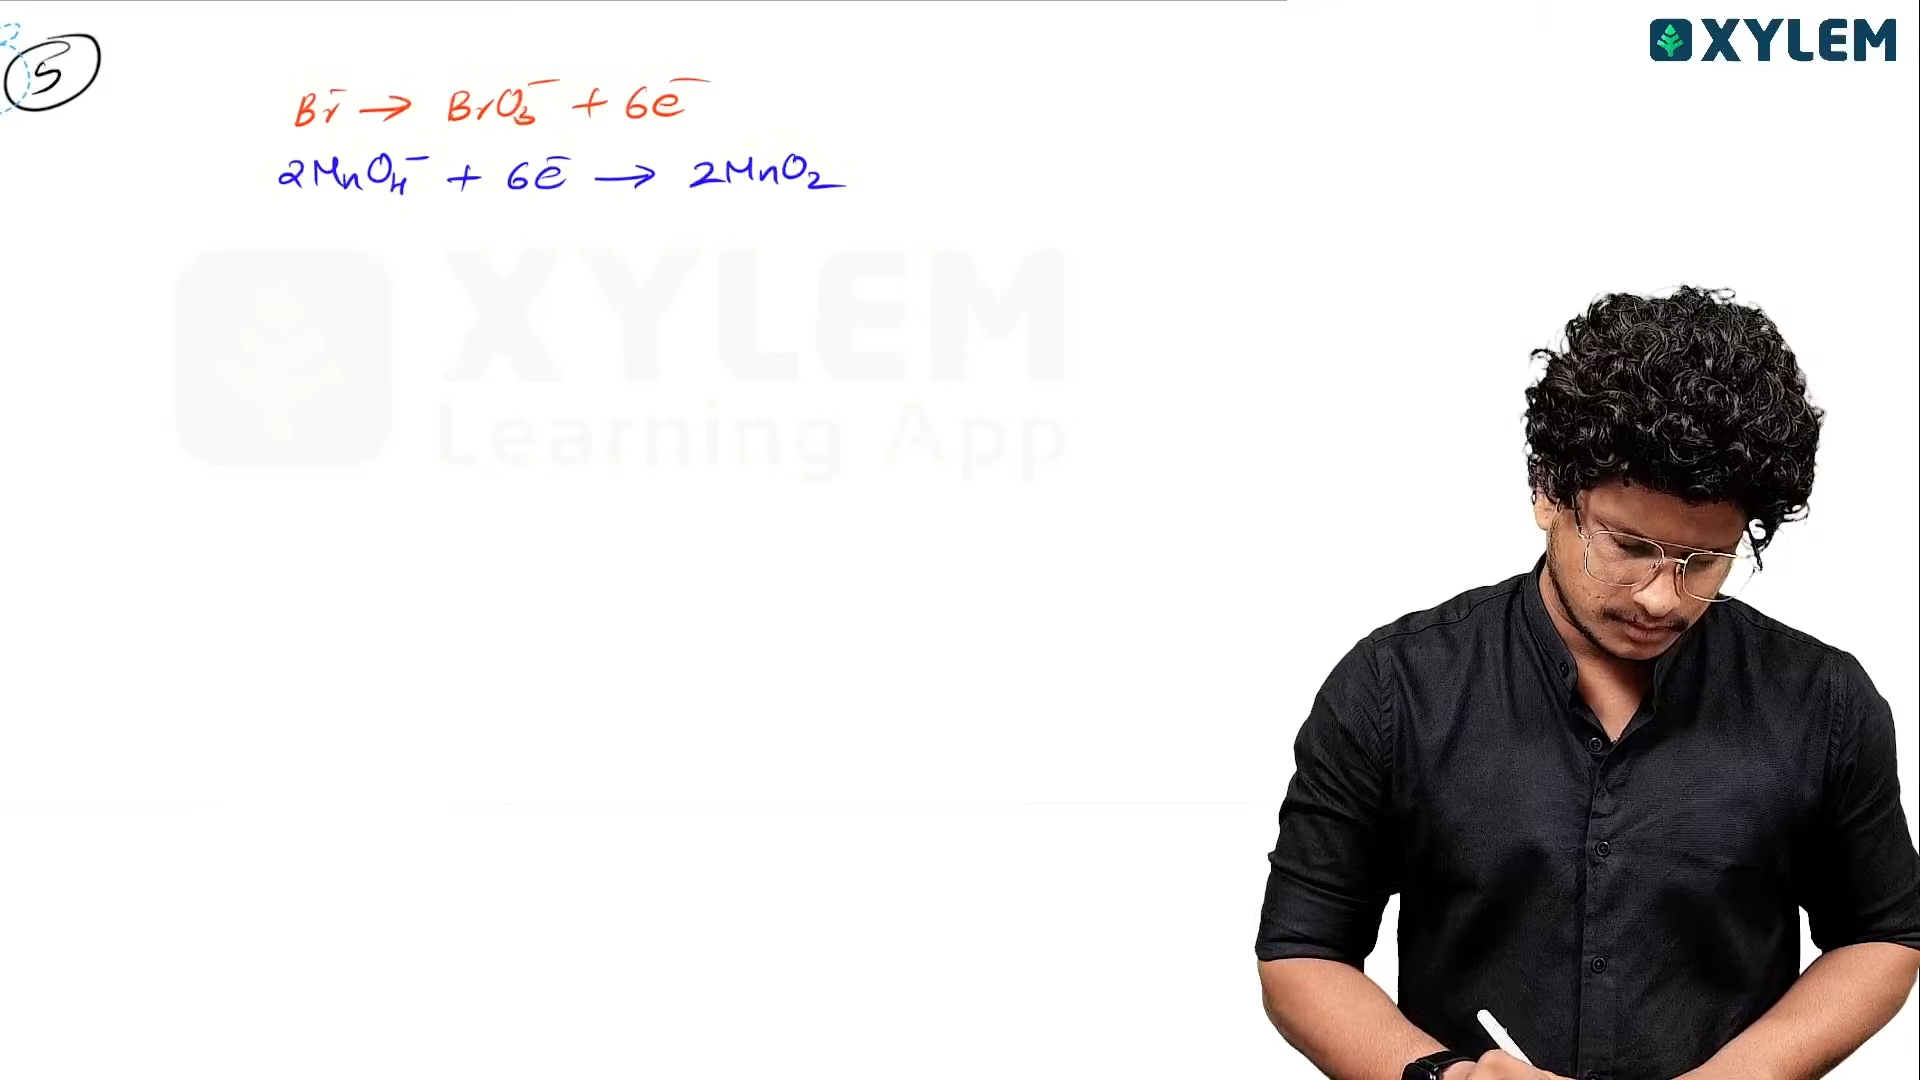 XYLEM
5
Br⁻ → BrO₃⁻ + 6e⁻
2MnO₄⁻ + 6e⁻ → 2MnO₂
XYLEM
Learning App